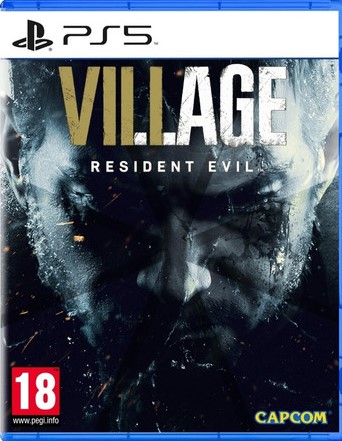 PS5
VILLAGE
RESIDENT EVIL
18
www.pegi.info
CAPCOM